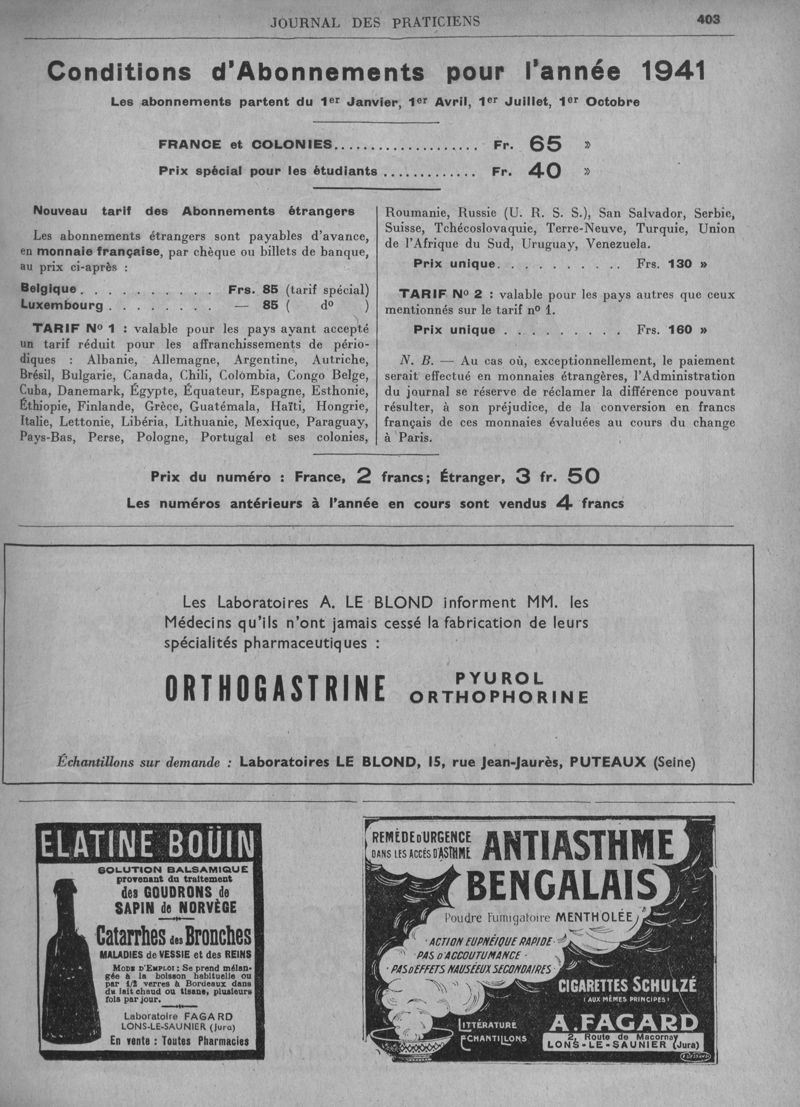 JOURNAL DES PRATICIENS 403
Conditions d'Abonnements pour l'année 1941
Les abonnements partent du 1er Janvier, 1er Avril, 1er Juillet, 1er Octobre
FRANCE et COLONIES.................... Fr. 65 »
Prix spécial pour les étudiants ............. Fr. 40 »
Nouveau tarif des Abonnements étrangers
Les abonnements étrangers sont payables d'avance,
en monnaie française, par chèque ou billets de banque,
au prix ci-après :
Belgique . . . . . . . . . . Frs. 85 (tarif spécial)
Luxembourg . . . . . . . . — 85 ( do )
TARIF No 1 : valable pour les pays ayant accepté
un tarif réduit pour les affranchissements de pério-
diques : Albanie, Allemagne, Argentine, Autriche,
Brésil, Bulgarie, Canada, Chili, Colombia, Congo Belge,
Cuba, Danemark, Égypte, Équateur, Espagne, Esthonie,
Éthiopie, Finlande, Grèce, Guatémala, Haïti, Hongrie,
Italie, Lettonie, Libéria, Lithuanie, Mexique, Paraguay,
Pays-Bas, Perse, Pologne, Portugal et ses colonies,
Roumanie, Russie (U. R. S. S.), San Salvador, Serbie,
Suisse, Tchécoslovaquie, Terre-Neuve, Turquie, Union
de l'Afrique du Sud, Uruguay, Venezuela.
Prix unique. . . . . . . . . . Frs. 130 »
TARIF No 2 : valable pour les pays autres que ceux
mentionnés sur le tarif no 1.
Prix unique . . . . . . . . . Frs. 160 »
N. B. — Au cas où, exceptionnellement, le paiement
serait effectué en monnaies étrangères, l'Administration
du journal se réserve de réclamer la différence pouvant
résulter, à son préjudice, de la conversion en francs
français de ces monnaies évaluées au cours du change
à Paris.
Prix du numéro : France, 2 francs; Étranger, 3 fr. 50
Les numéros antérieurs à l'année en cours sont vendus 4 francs
Les Laboratoires A. LE BLOND informent MM. les
Médecins qu'ils n'ont jamais cessé la fabrication de leurs
spécialités pharmaceutiques :
ORTHOGASTRINE
PYUROL
ORTHOPHORINE
Échantillons sur demande : Laboratoires LE BLOND, 15, rue Jean-Jaurès, PUTEAUX (Seine)
ELATINE BOÜIN
SOLUTION BALSAMIQUE
provenant du traitement
des GOUDRONS de
SAPIN de NORVÈGE
Catarrhes des Bronches
MALADIES de VESSIE et des REINS
MODE D'EMPLOI : Se prend mélan-
gée à la boisson habituelle ou
par 1/2 verres à Bordeaux dans
du lait chaud ou tisane, plusieurs
fois par jour.
Laboratoire FAGARD
LONS-LE-SAUNIER (Jura)
En vente : Toutes Pharmacies
REMÈDE D'URGENCE
DANS LES ACCÈS D'ASTHME
ANTIASTHME
BENGALAIS
Poudre Fumigatoire MENTHOLÉE
· ACTION EUPNÉIQUE RAPIDE ·
· PAS D'ACCOUTUMANCE ·
· PAS D'EFFETS NAUSÉEUX SECONDAIRES ·
CIGARETTES SCHULZÉ
(AUX MÊMES PRINCIPES)
LITTÉRATURE
ECHANTILLONS
A. FAGARD
2, Route de Macornay
LONS-LE-SAUNIER (Jura)